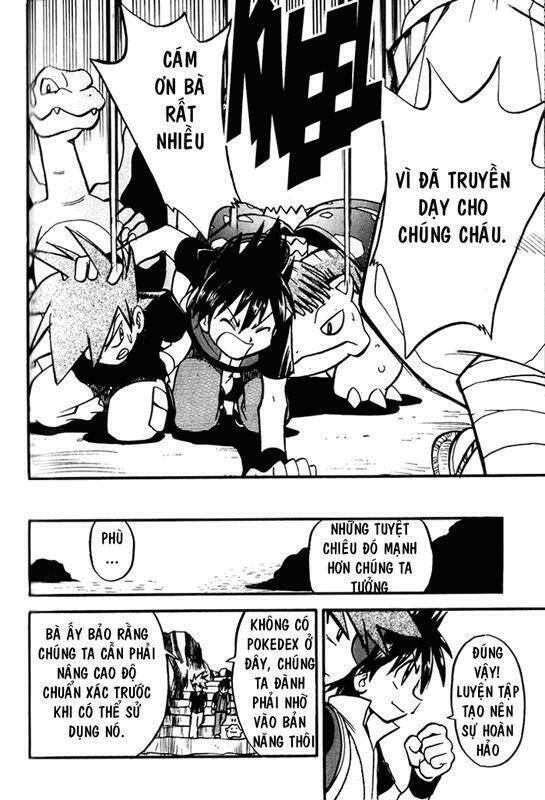 VÌ ĐÃ TRUYỀN
DẠY CHO
CHÚNG CHÁU.
CÁM
ƠN BÀ
RẤT
NHIỀU
NHỮNG TUYỆT
CHIÊU ĐÓ MẠNH
HƠN CHÚNG TA
TƯỞNG
PHÙ
...
ĐÚNG
VẬY!
LUYỆN TẬP
TẠO NÊN
SỰ HOÀN
HẢO
KHÔNG CÓ
POKEDEX Ở
ĐÂY, CHÚNG
TA ĐÀNH
PHẢI NHỜ
VÀO BẢN
NĂNG THÔI
BÀ ẤY BẢO RẰNG
CHÚNG TA CẦN PHẢI
NÂNG CAO ĐỘ
CHUẨN XÁC TRƯỚC
KHI CÓ THỂ SỬ
DỤNG NÓ.